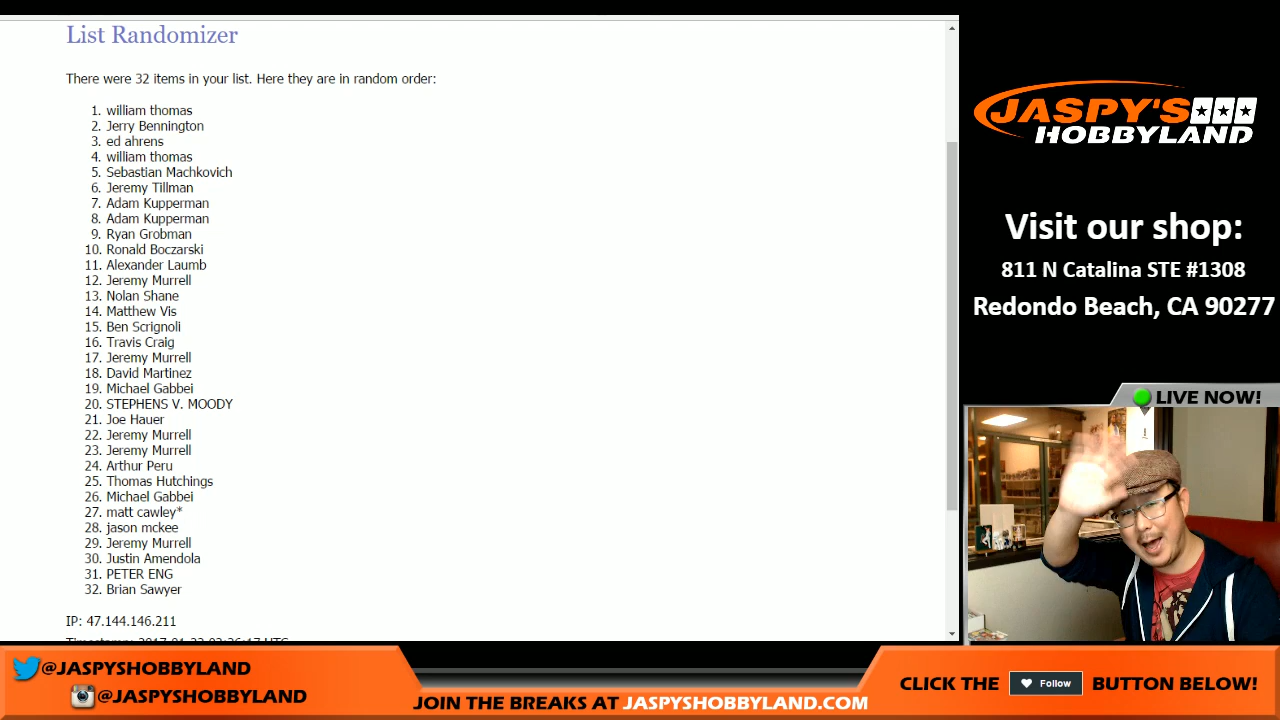 List Randomizer
There were 32 items in your list. Here they are in random order:
1. william thomas
2. Jerry Bennington
3. ed ahrens
4. william thomas
5. Sebastian Machkovich
6. Jeremy Tillman
7. Adam Kupperman
8. Adam Kupperman
9. Ryan Grobman
10. Ronald Boczarski
11. Alexander Laumb
12. Jeremy Murrell
13. Nolan Shane
14. Matthew Vis
15. Ben Scrignoli
16. Travis Craig
17. Jeremy Murrell
18. David Martinez
19. Michael Gabbei
20. STEPHENS V. MOODY
21. Joe Hauer
22. Jeremy Murrell
23. Jeremy Murrell
24. Arthur Peru
25. Thomas Hutchings
26. Michael Gabbei
27. matt cawley*
28. jason mckee
29. Jeremy Murrell
30. Justin Amendola
31. PETER ENG
32. Brian Sawyer
IP: 47.144.146.211
JASPY'S
HOBBYLAND
Visit our shop:
811 N Catalina STE #1308
Redondo Beach, CA 90277
LIVE NOW!
@JASPYSHOBBYLAND
@JASPYSHOBBYLAND
JOIN THE BREAKS AT JASPYSHOBBYLAND.COM
CLICK THE Follow BUTTON BELOW!